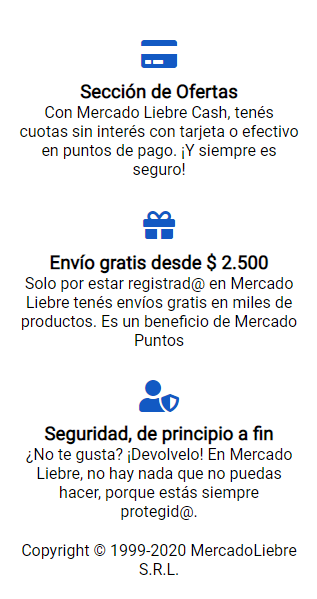 Sección de Ofertas
Con Mercado Liebre Cash, tenés
cuotas sin interés con tarjeta o efectivo
en puntos de pago. ¡Y siempre es
seguro!
Envío gratis desde $ 2.500
Solo por estar registrad@ en Mercado
Liebre tenés envíos gratis en miles de
productos. Es un beneficio de Mercado
Puntos
Seguridad, de principio a fin
¿No te gusta? ¡Devolvelo! En Mercado
Liebre, no hay nada que no puedas
hacer, porque estás siempre
protegid@.
Copyright © 1999-2020 MercadoLiebre
S.R.L.